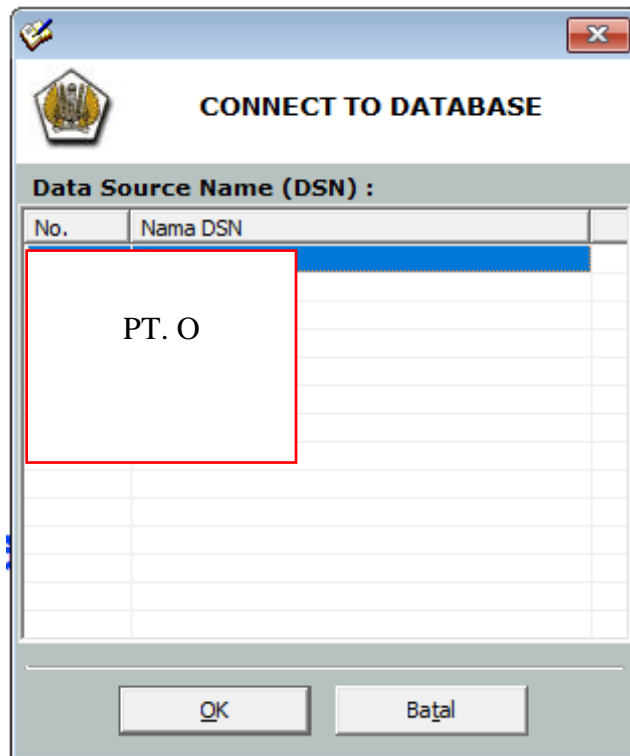 CONNECT TO DATABASE
Data Source Name (DSN) :
No. Nama DSN
PT. O
OK Batal